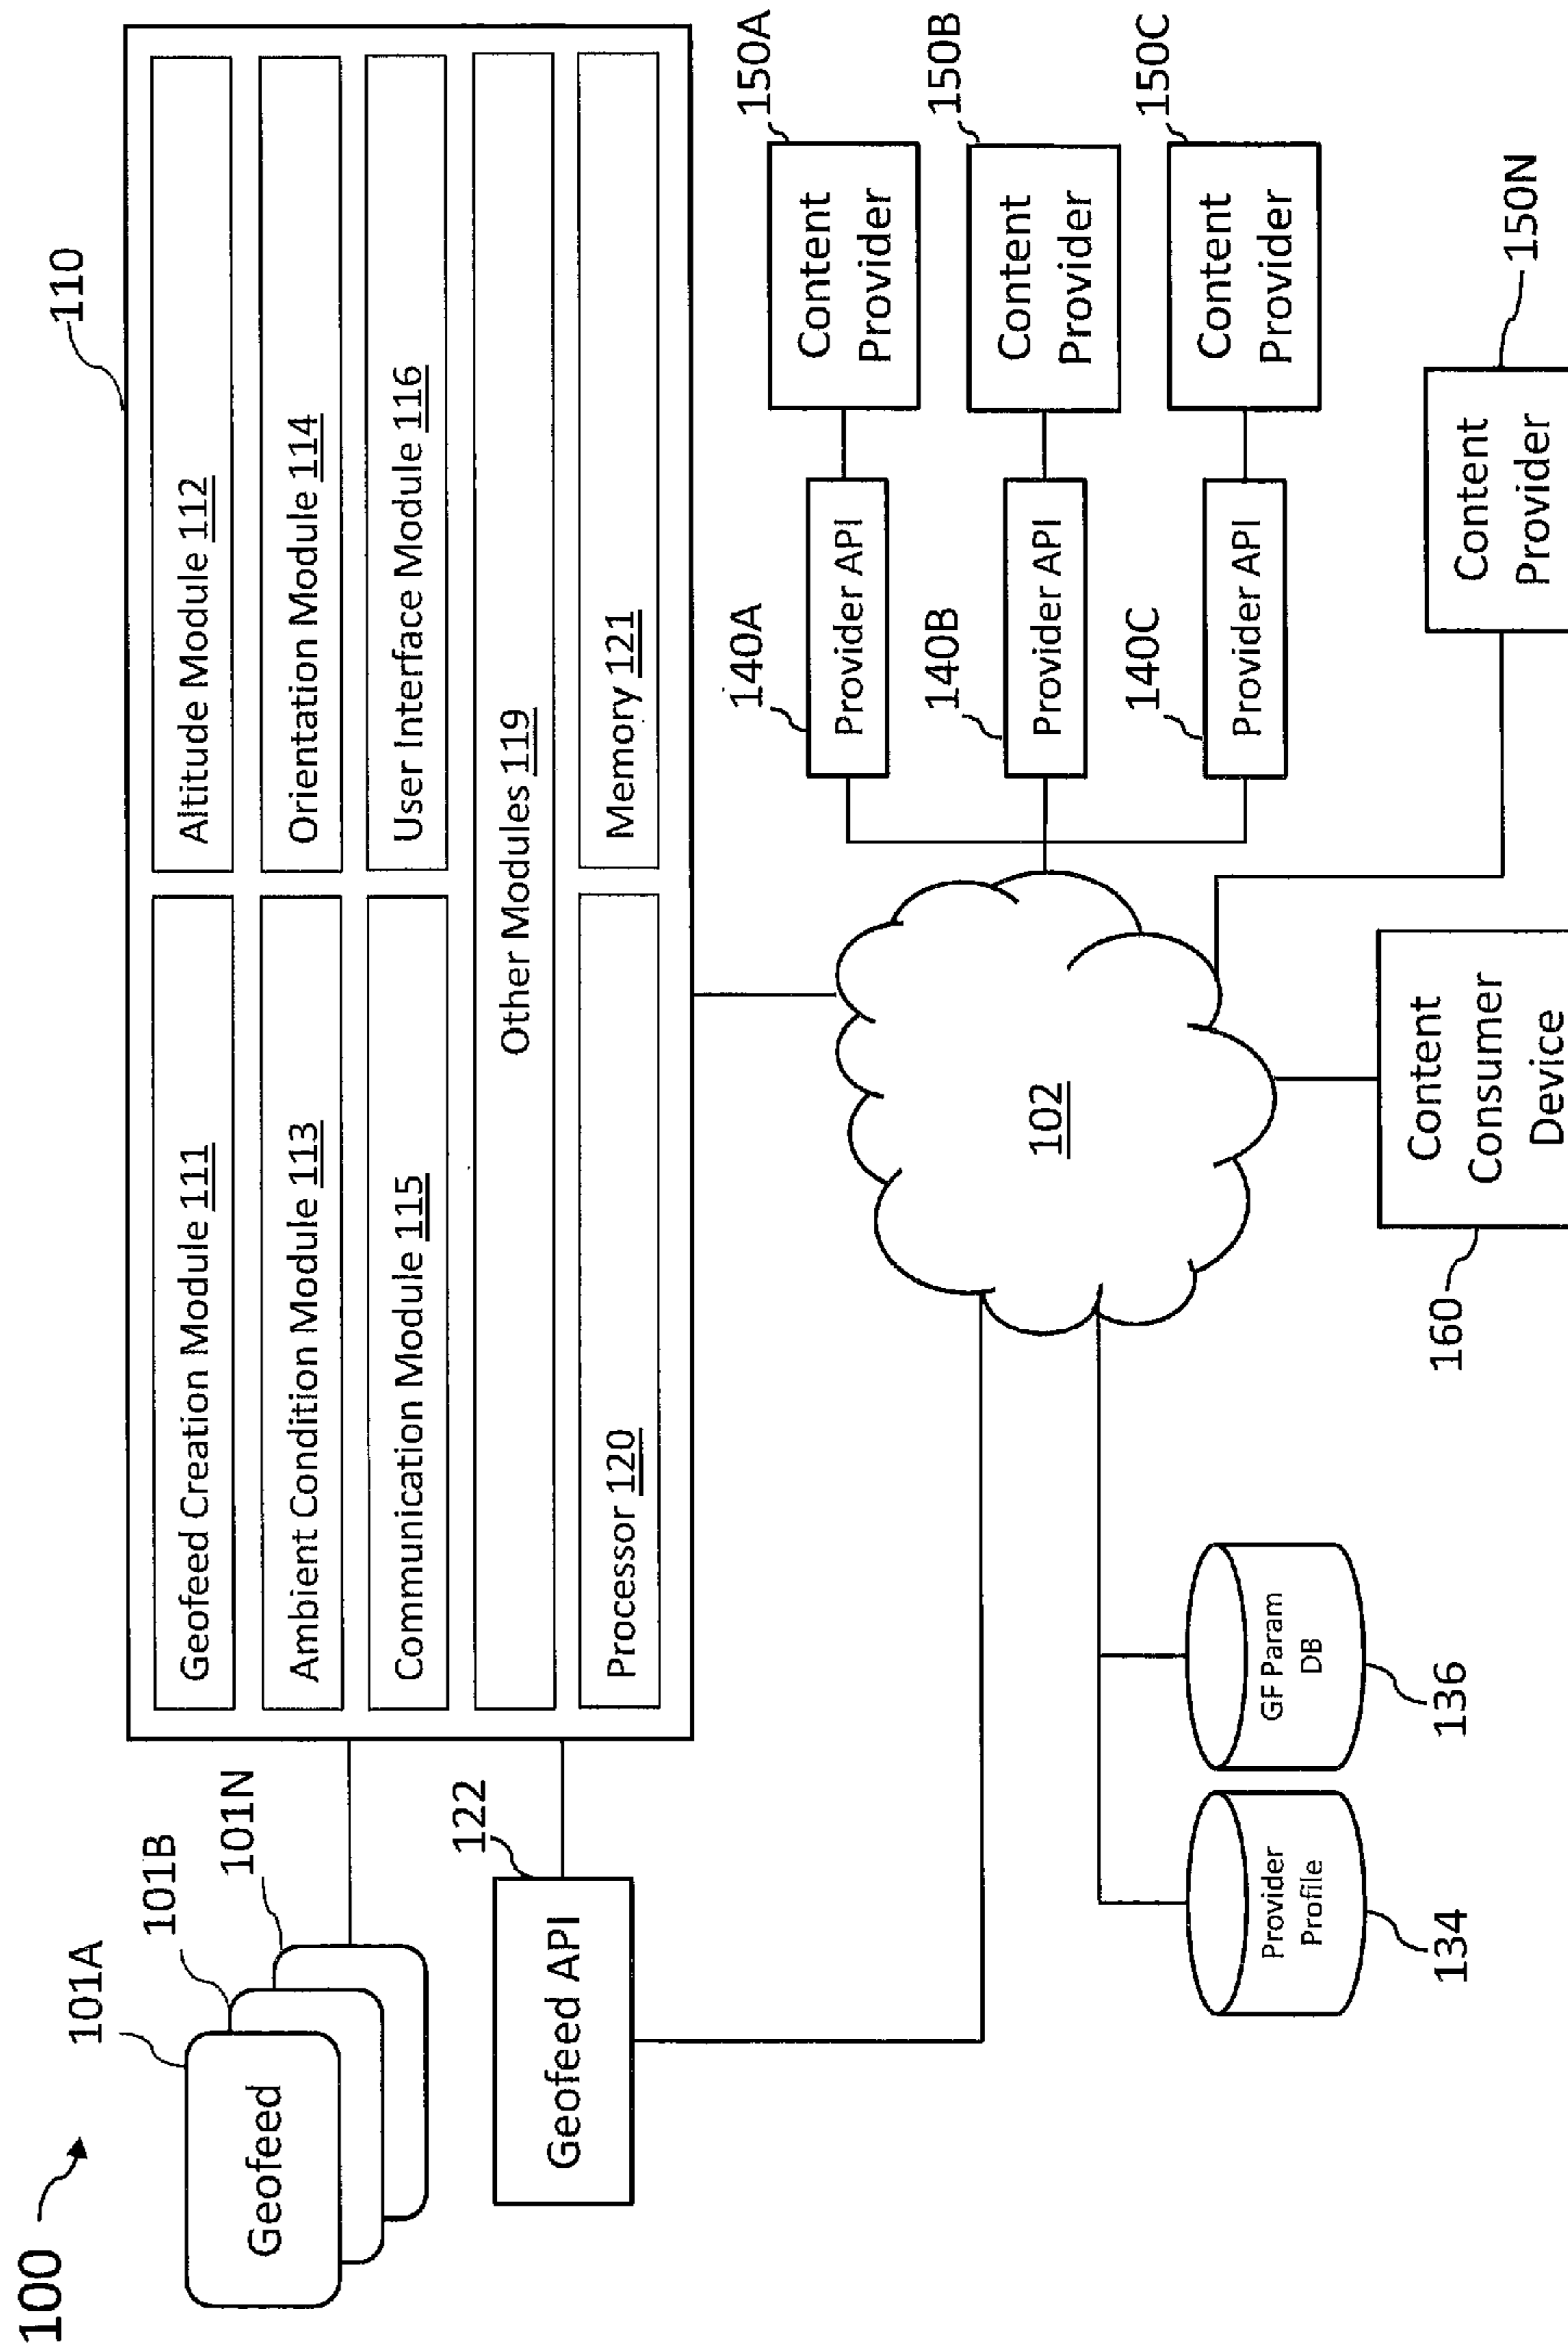 100
110
101A
101B
101N
Geofeed
122
Geofeed API
Geofeed Creation Module 111
Altitude Module 112
Ambient Condition Module 113
Orientation Module 114
Communication Module 115
User Interface Module 116
Other Modules 119
Processor 120
Memory 121
102
140A
Provider API
150A
Content
Provider
140B
Provider API
150B
Content
Provider
140C
Provider API
150C
Content
Provider
Provider
Profile
134
GF Param
DB
136
160
Content
Consumer
Device
Content
Provider
150N